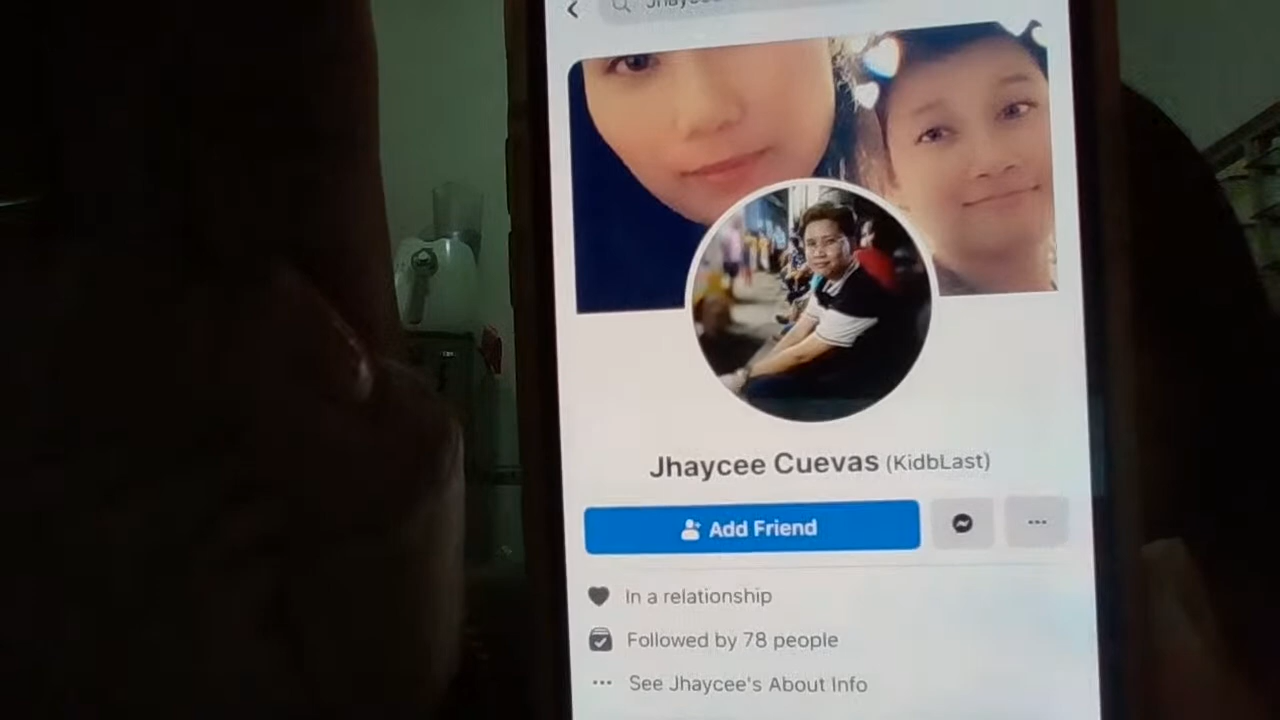 Jhaycee Cuevas (KidbLast)
Add Friend
In a relationship
Followed by 78 people
See Jhaycee's About Info